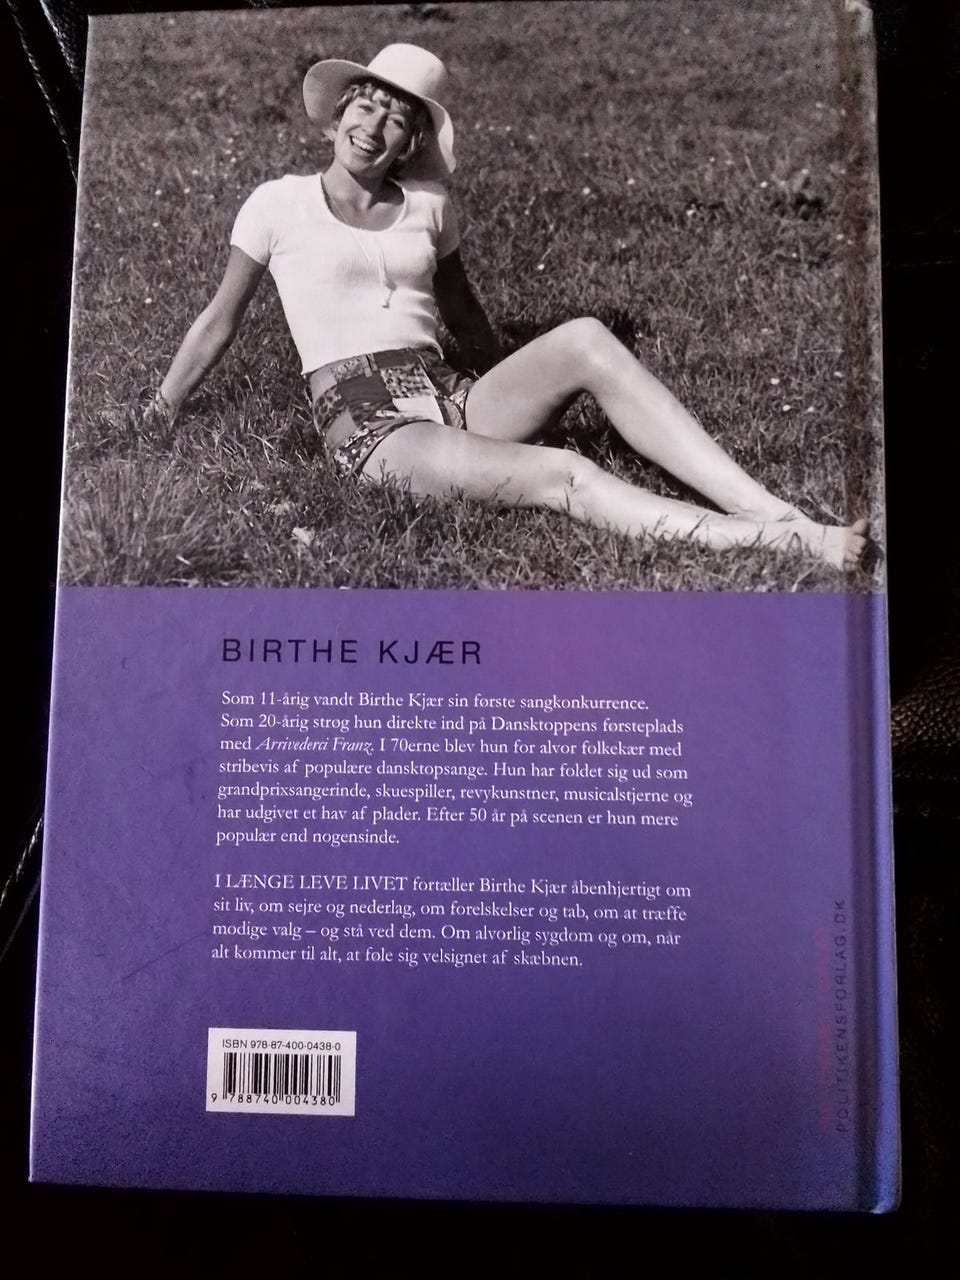 BIRTHE KJÆR
Som 11-årig vandt Birthe Kjær sin første sangkonkurrence.
Som 20-årig strøg hun direkte ind på Dansktoppens førsteplads
med Arrivederci Franz. I 70erne blev hun for alvor folkekær med
stribevis af populære dansktopsange. Hun har foldet sig ud som
grandprixsangerinde, skuespiller, revykunstner, musicalstjerne og
har udgivet et hav af plader. Efter 50 år på scenen er hun mere
populær end nogensinde.
I LÆNGE LEVE LIVET fortæller Birthe Kjær åbenhjertigt om
sit liv, om sejre og nederlag, om forelskelser og tab, om at træffe
modige valg – og stå ved dem. Om alvorlig sygdom og om, når
alt kommer til alt, at føle sig velsignet af skæbnen.
ISBN 978-87-400-0438-0
9 788740 004380
POLITIKENSFORLAG.DK